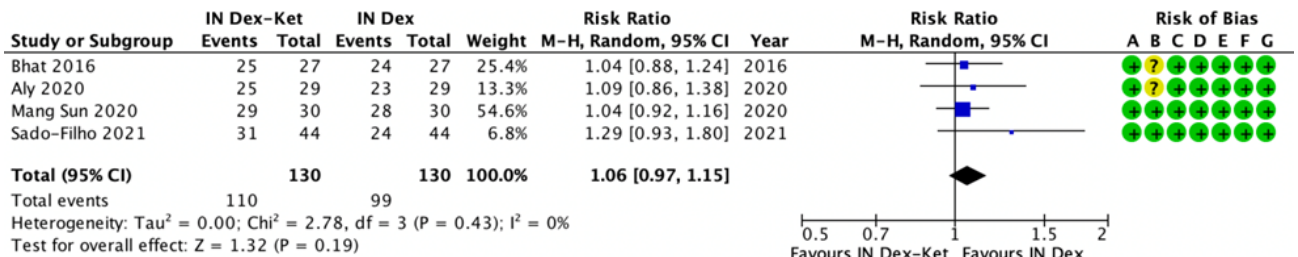 IN Dex-Ket IN Dex Risk Ratio Risk Ratio Risk of Bias
Study or Subgroup Events Total Events Total Weight M-H, Random, 95% CI Year M-H, Random, 95% CI A B C D E F G
Bhat 2016 25 27 24 27 25.4% 1.04 [0.88, 1.24] 2016 + ? + + + + +
Aly 2020 25 29 23 29 13.3% 1.09 [0.86, 1.38] 2020 + ? + + + + +
Mang Sun 2020 29 30 28 30 54.6% 1.04 [0.92, 1.16] 2020 + + + + + + +
Sado-Filho 2021 31 44 24 44 6.8% 1.29 [0.93, 1.80] 2021 + + + + + + +
Total (95% CI) 130 130 100.0% 1.06 [0.97, 1.15]
Total events 110 99
Heterogeneity: Tau² = 0.00; Chi² = 2.78, df = 3 (P = 0.43); I² = 0%
Test for overall effect: Z = 1.32 (P = 0.19)
0.5 0.7 1 1.5 2
Favours IN Dex-Ket Favours IN Dex